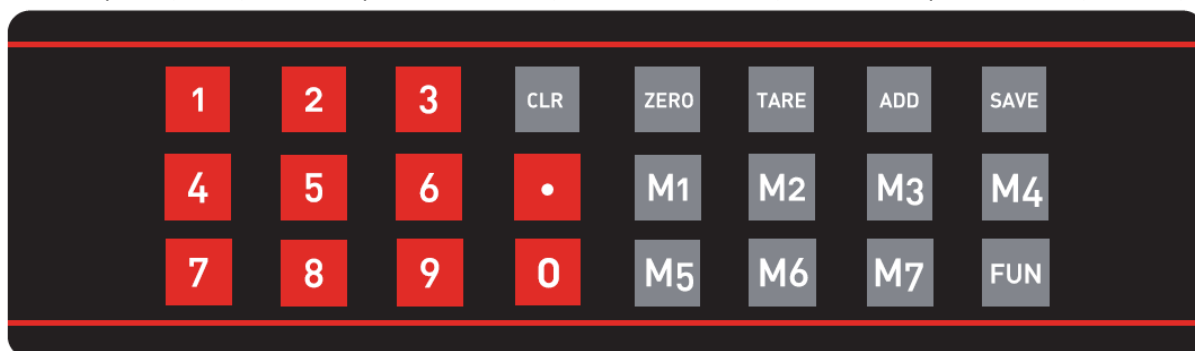 1 2 3 CLR ZERO TARE ADD SAVE
4 5 6 • M1 M2 M3 M4
7 8 9 0 M5 M6 M7 FUN